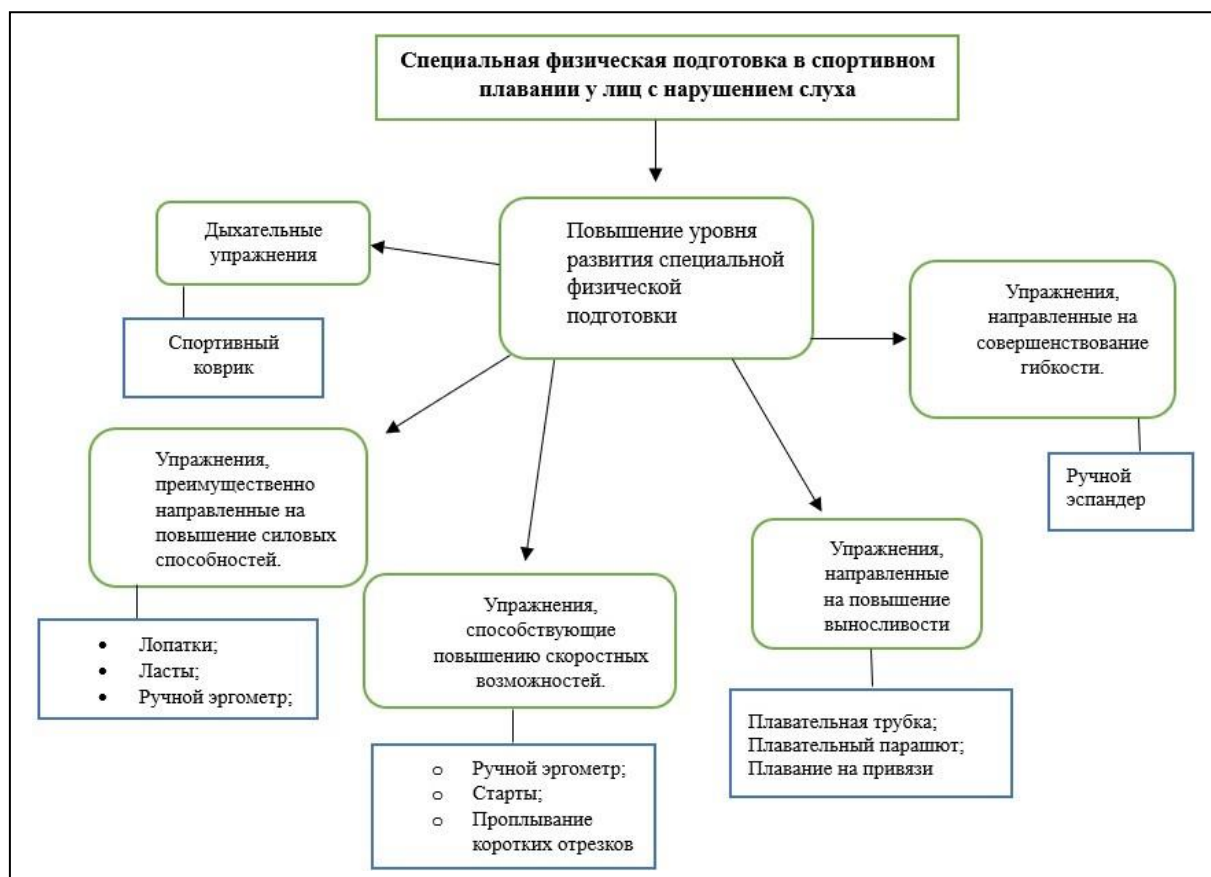 Специальная физическая подготовка в спортивном
плавании у лиц с нарушением слуха
Дыхательные
упражнения
Спортивный
коврик
Повышение уровня
развития специальной
физической
подготовки
Упражнения,
направленные на
совершенствование
гибкости.
Ручной
эспандер
Упражнения,
преимущественно
направленные на
повышение силовых
способностей.
• Лопатки;
• Ласты;
• Ручной эргометр;
Упражнения,
способствующие
повышению скоростных
возможностей.
o Ручной эргометр;
o Старты;
o Проплывание
коротких отрезков
Упражнения,
направленные
на повышение
выносливости
Плавательная трубка;
Плавательный парашют;
Плавание на привязи